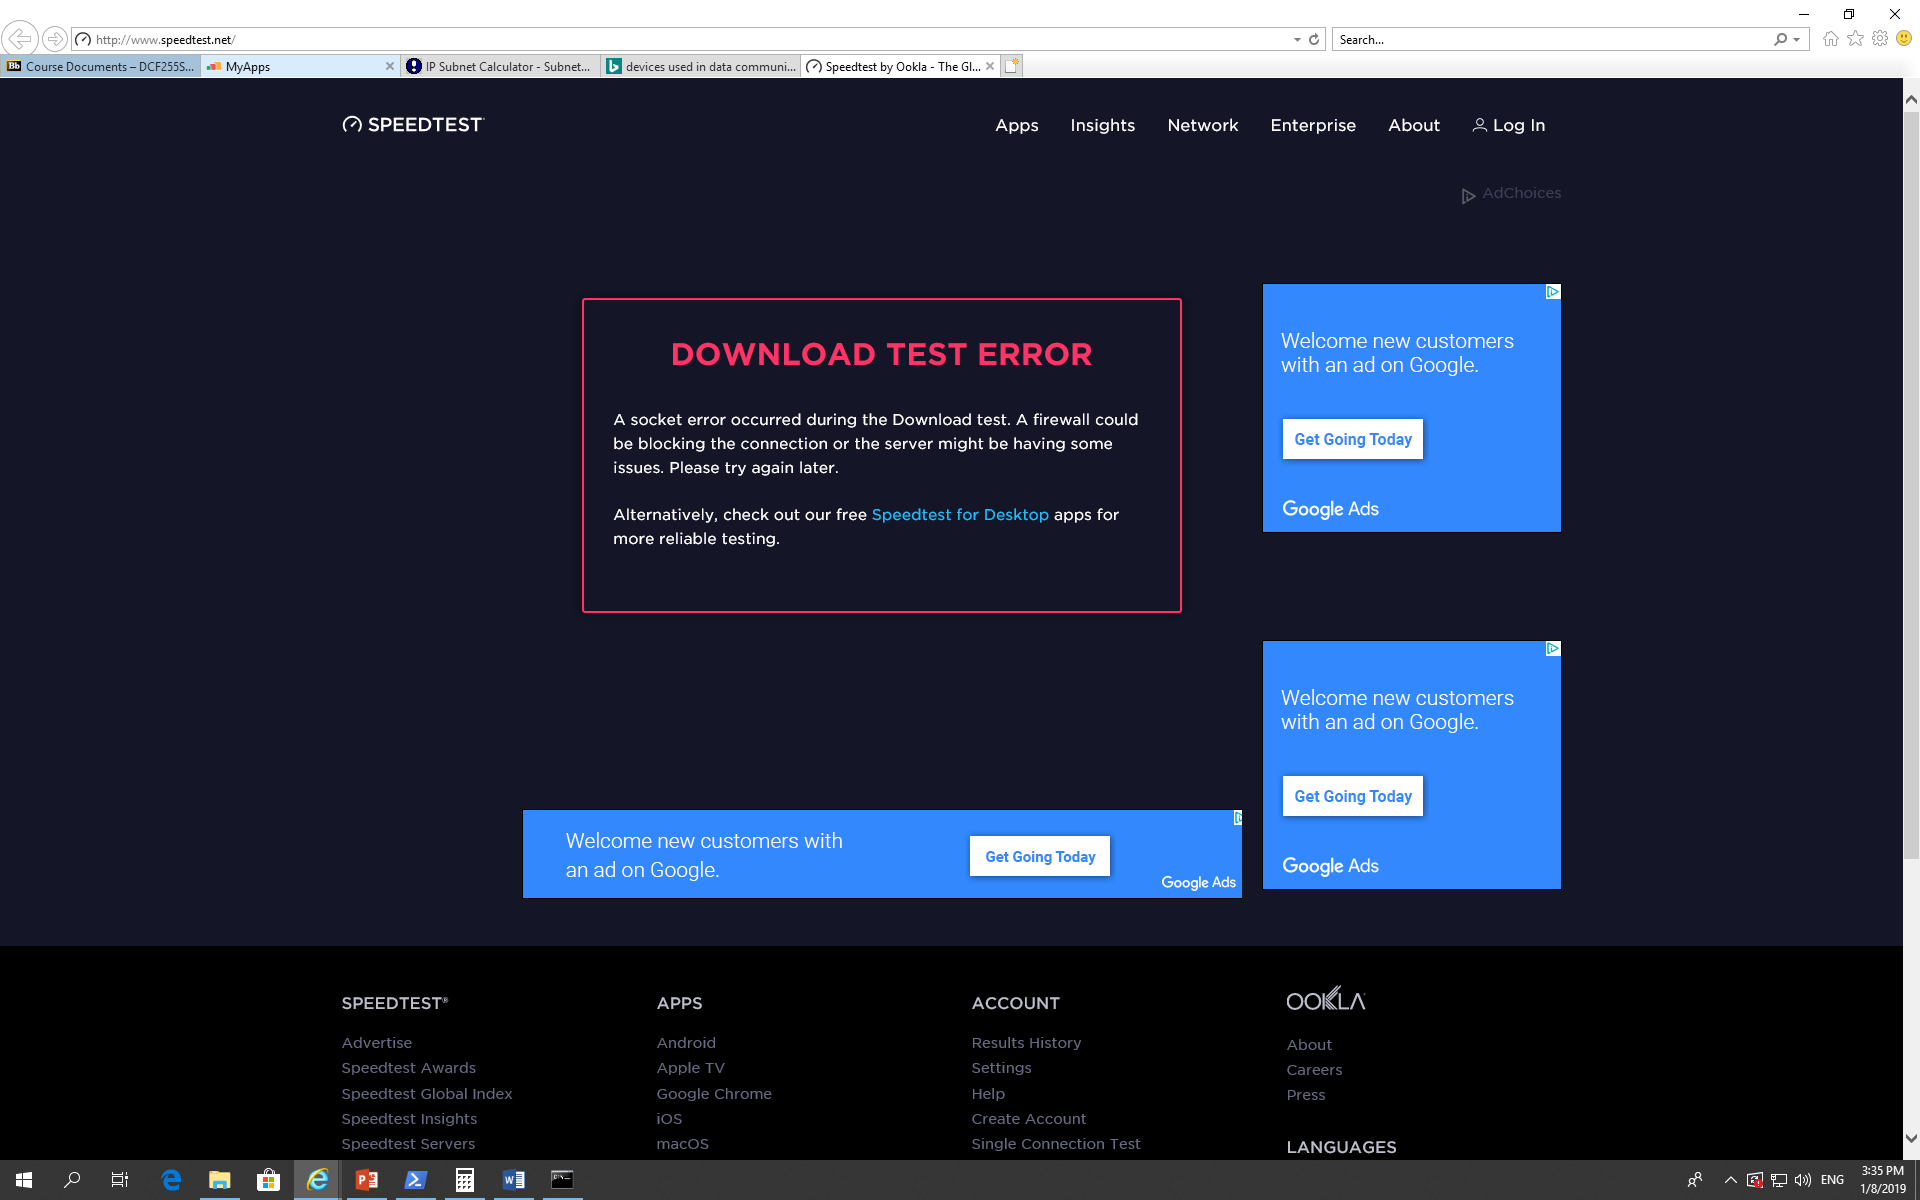 http://www.speedtest.net/
Search...
Course Documents – DCF255S...
MyApps
IP Subnet Calculator - Subnet...
devices used in data communi...
Speedtest by Ookla - The Gl...
SPEEDTEST
Apps
Insights
Network
Enterprise
About
Log In
AdChoices
DOWNLOAD TEST ERROR
A socket error occurred during the Download test. A firewall could
be blocking the connection or the server might be having some
issues. Please try again later.
Alternatively, check out our free Speedtest for Desktop apps for
more reliable testing.
Welcome new customers
with an ad on Google.
Get Going Today
Google Ads
Welcome new customers
with an ad on Google.
Get Going Today
Google Ads
Welcome new customers with
an ad on Google.
Get Going Today
Google Ads
SPEEDTEST®
Advertise
Speedtest Awards
Speedtest Global Index
Speedtest Insights
Speedtest Servers
APPS
Android
Apple TV
Google Chrome
iOS
macOS
ACCOUNT
Results History
Settings
Help
Create Account
Single Connection Test
OOKLA
About
Careers
Press
LANGUAGES
ENG
3:35 PM
1/8/2019